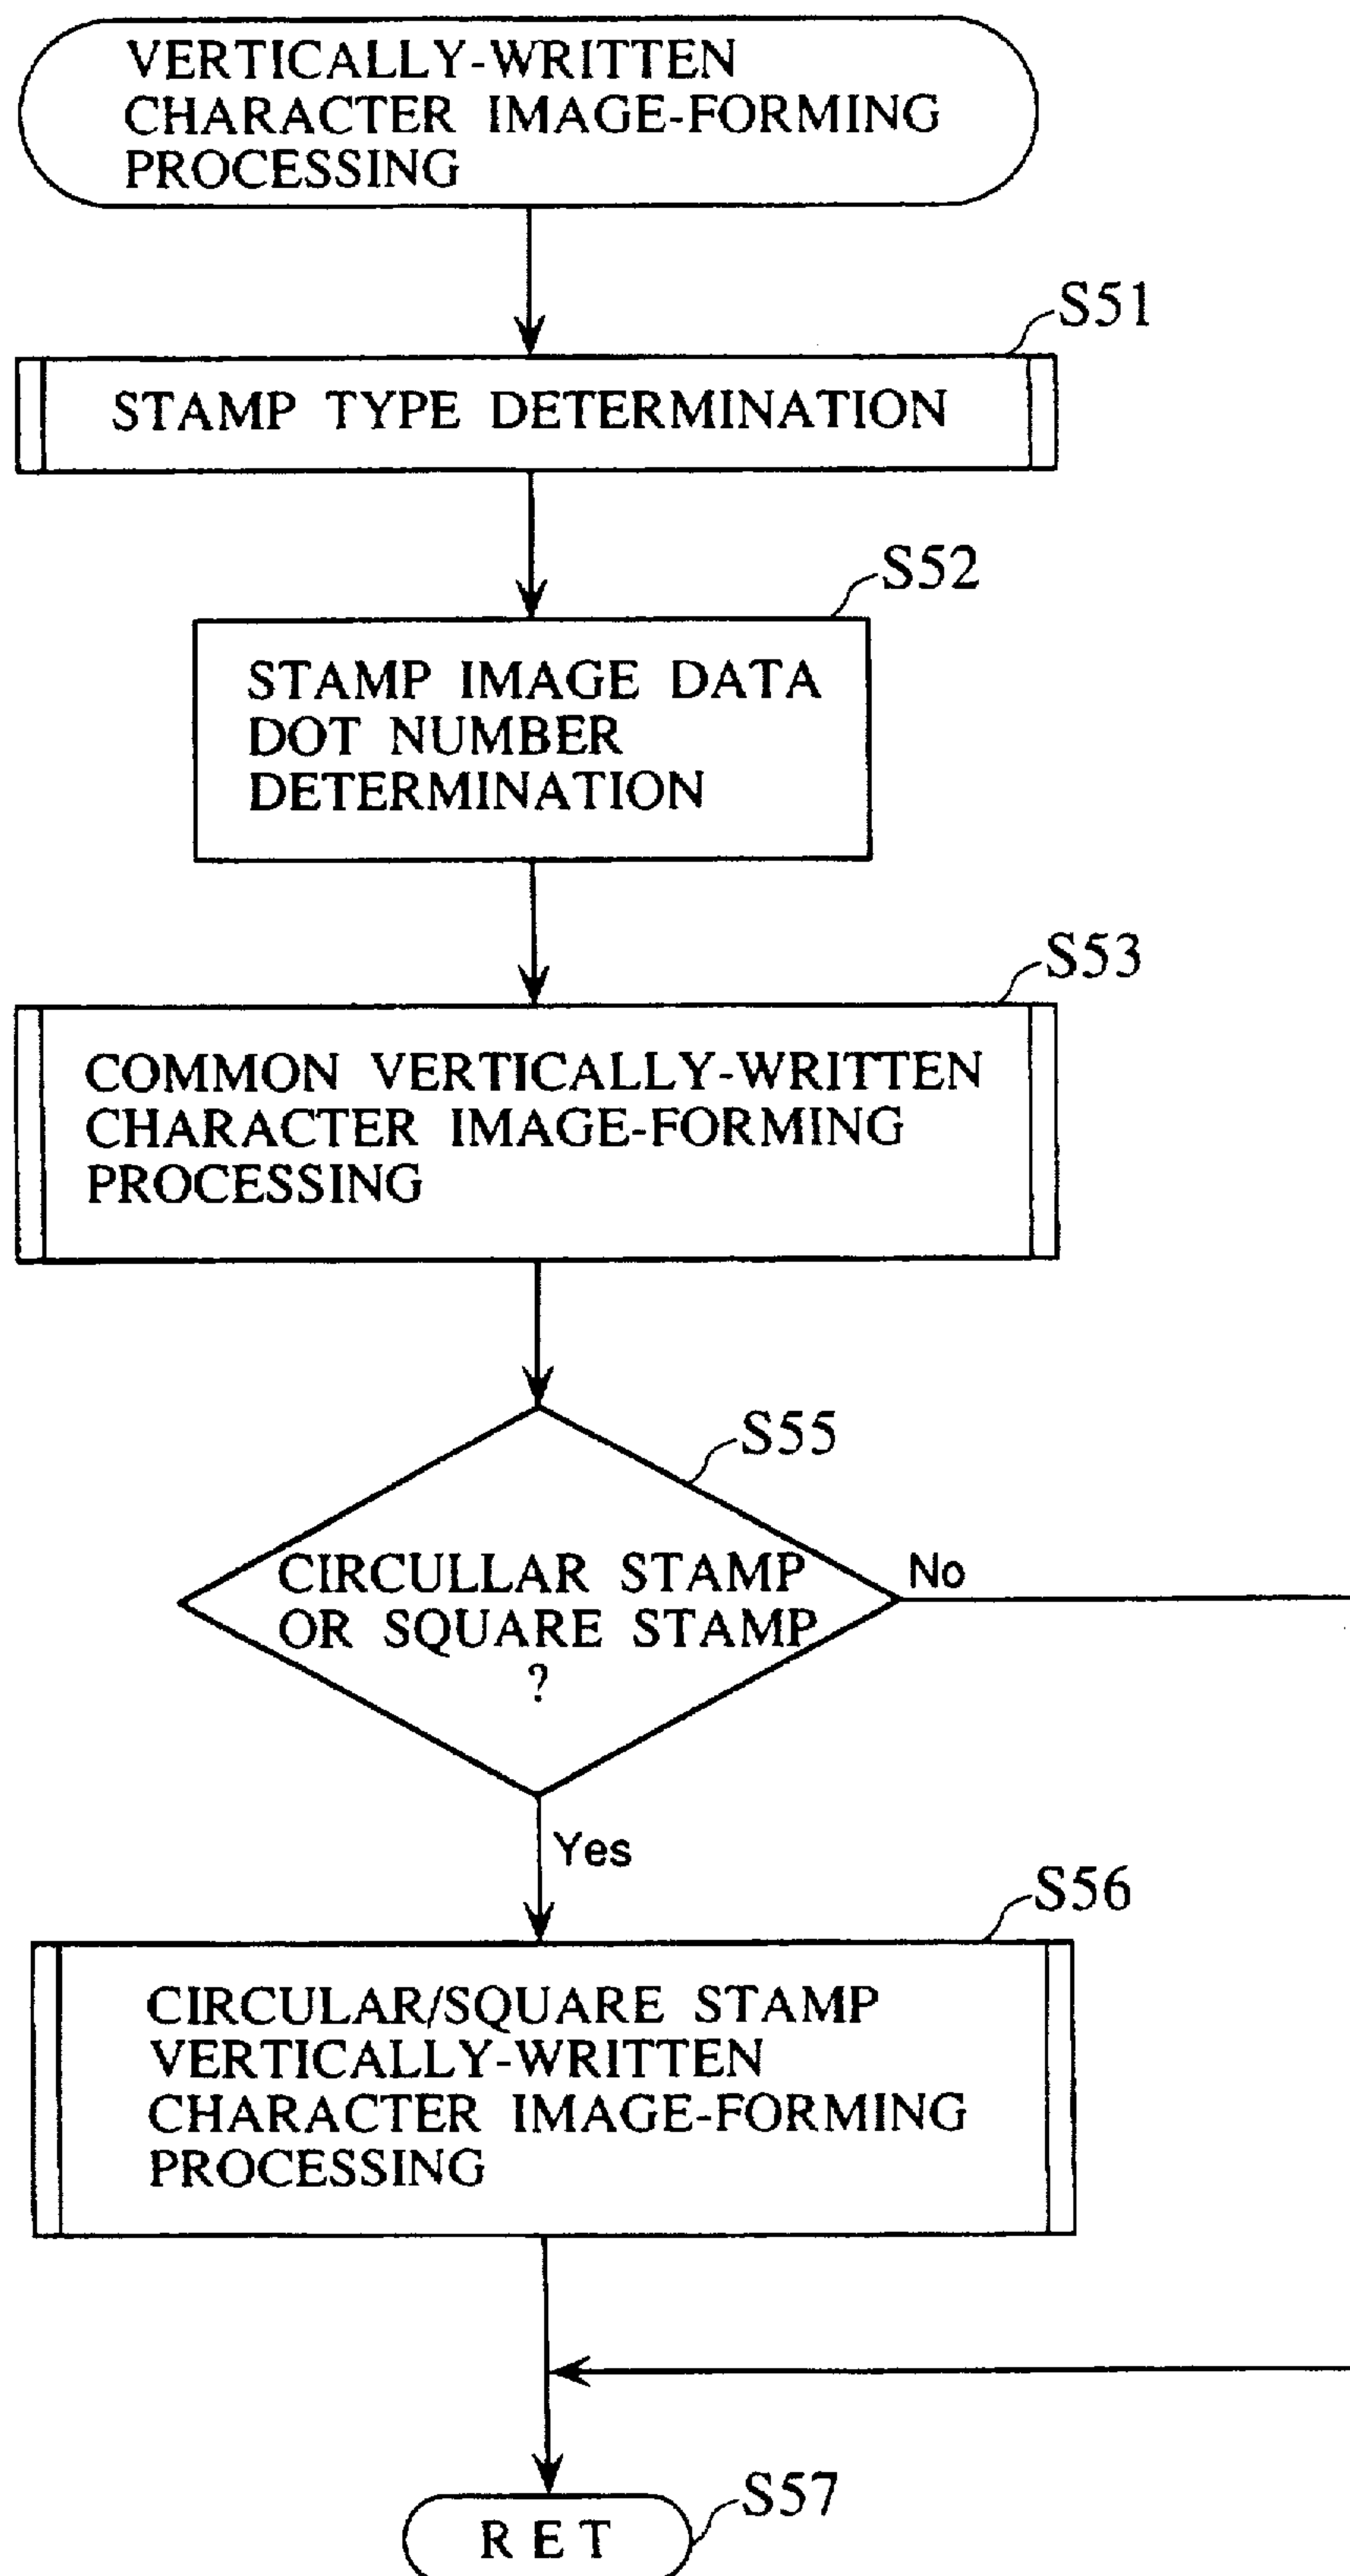 VERTICALLY-WRITTEN
CHARACTER IMAGE-FORMING
PROCESSING
S51
STAMP TYPE DETERMINATION
S52
STAMP IMAGE DATA
DOT NUMBER
DETERMINATION
S53
COMMON VERTICALLY-WRITTEN
CHARACTER IMAGE-FORMING
PROCESSING
S55
CIRCULLAR STAMP
OR SQUARE STAMP
?
No
Yes
S56
CIRCULAR/SQUARE STAMP
VERTICALLY-WRITTEN
CHARACTER IMAGE-FORMING
PROCESSING
S57
RET